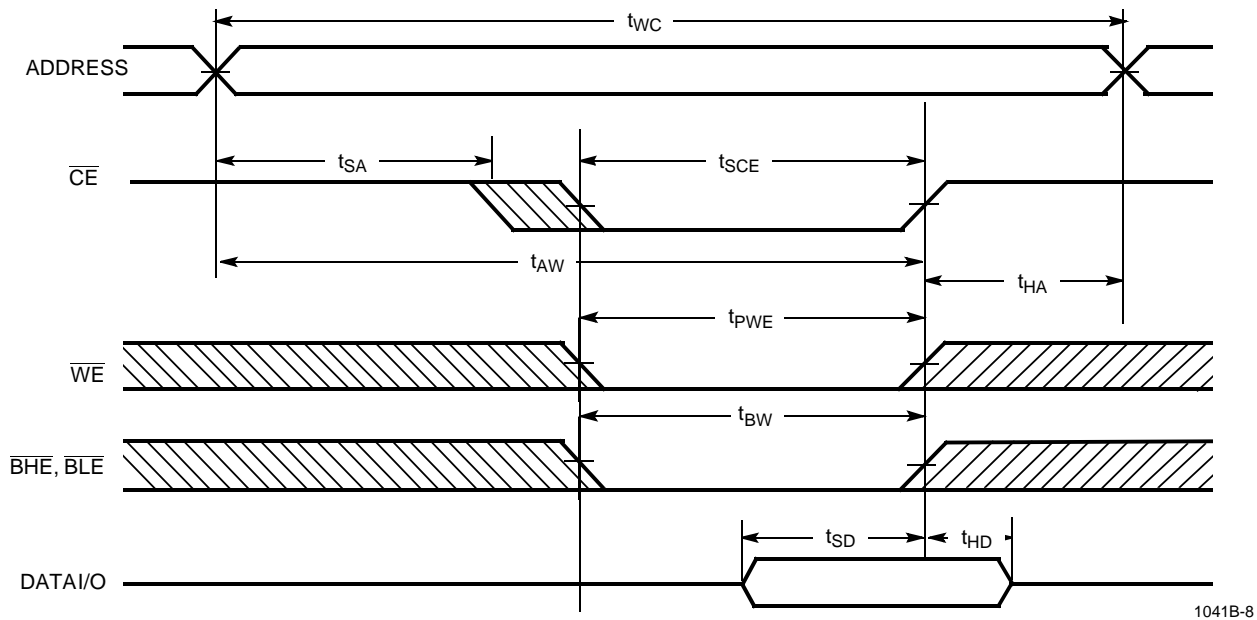 tWC
ADDRESS
tSA
tSCE
CE
tAW
tHA
tPWE
WE
tBW
BHE, BLE
tSD
tHD
DATAI/O
1041B-8